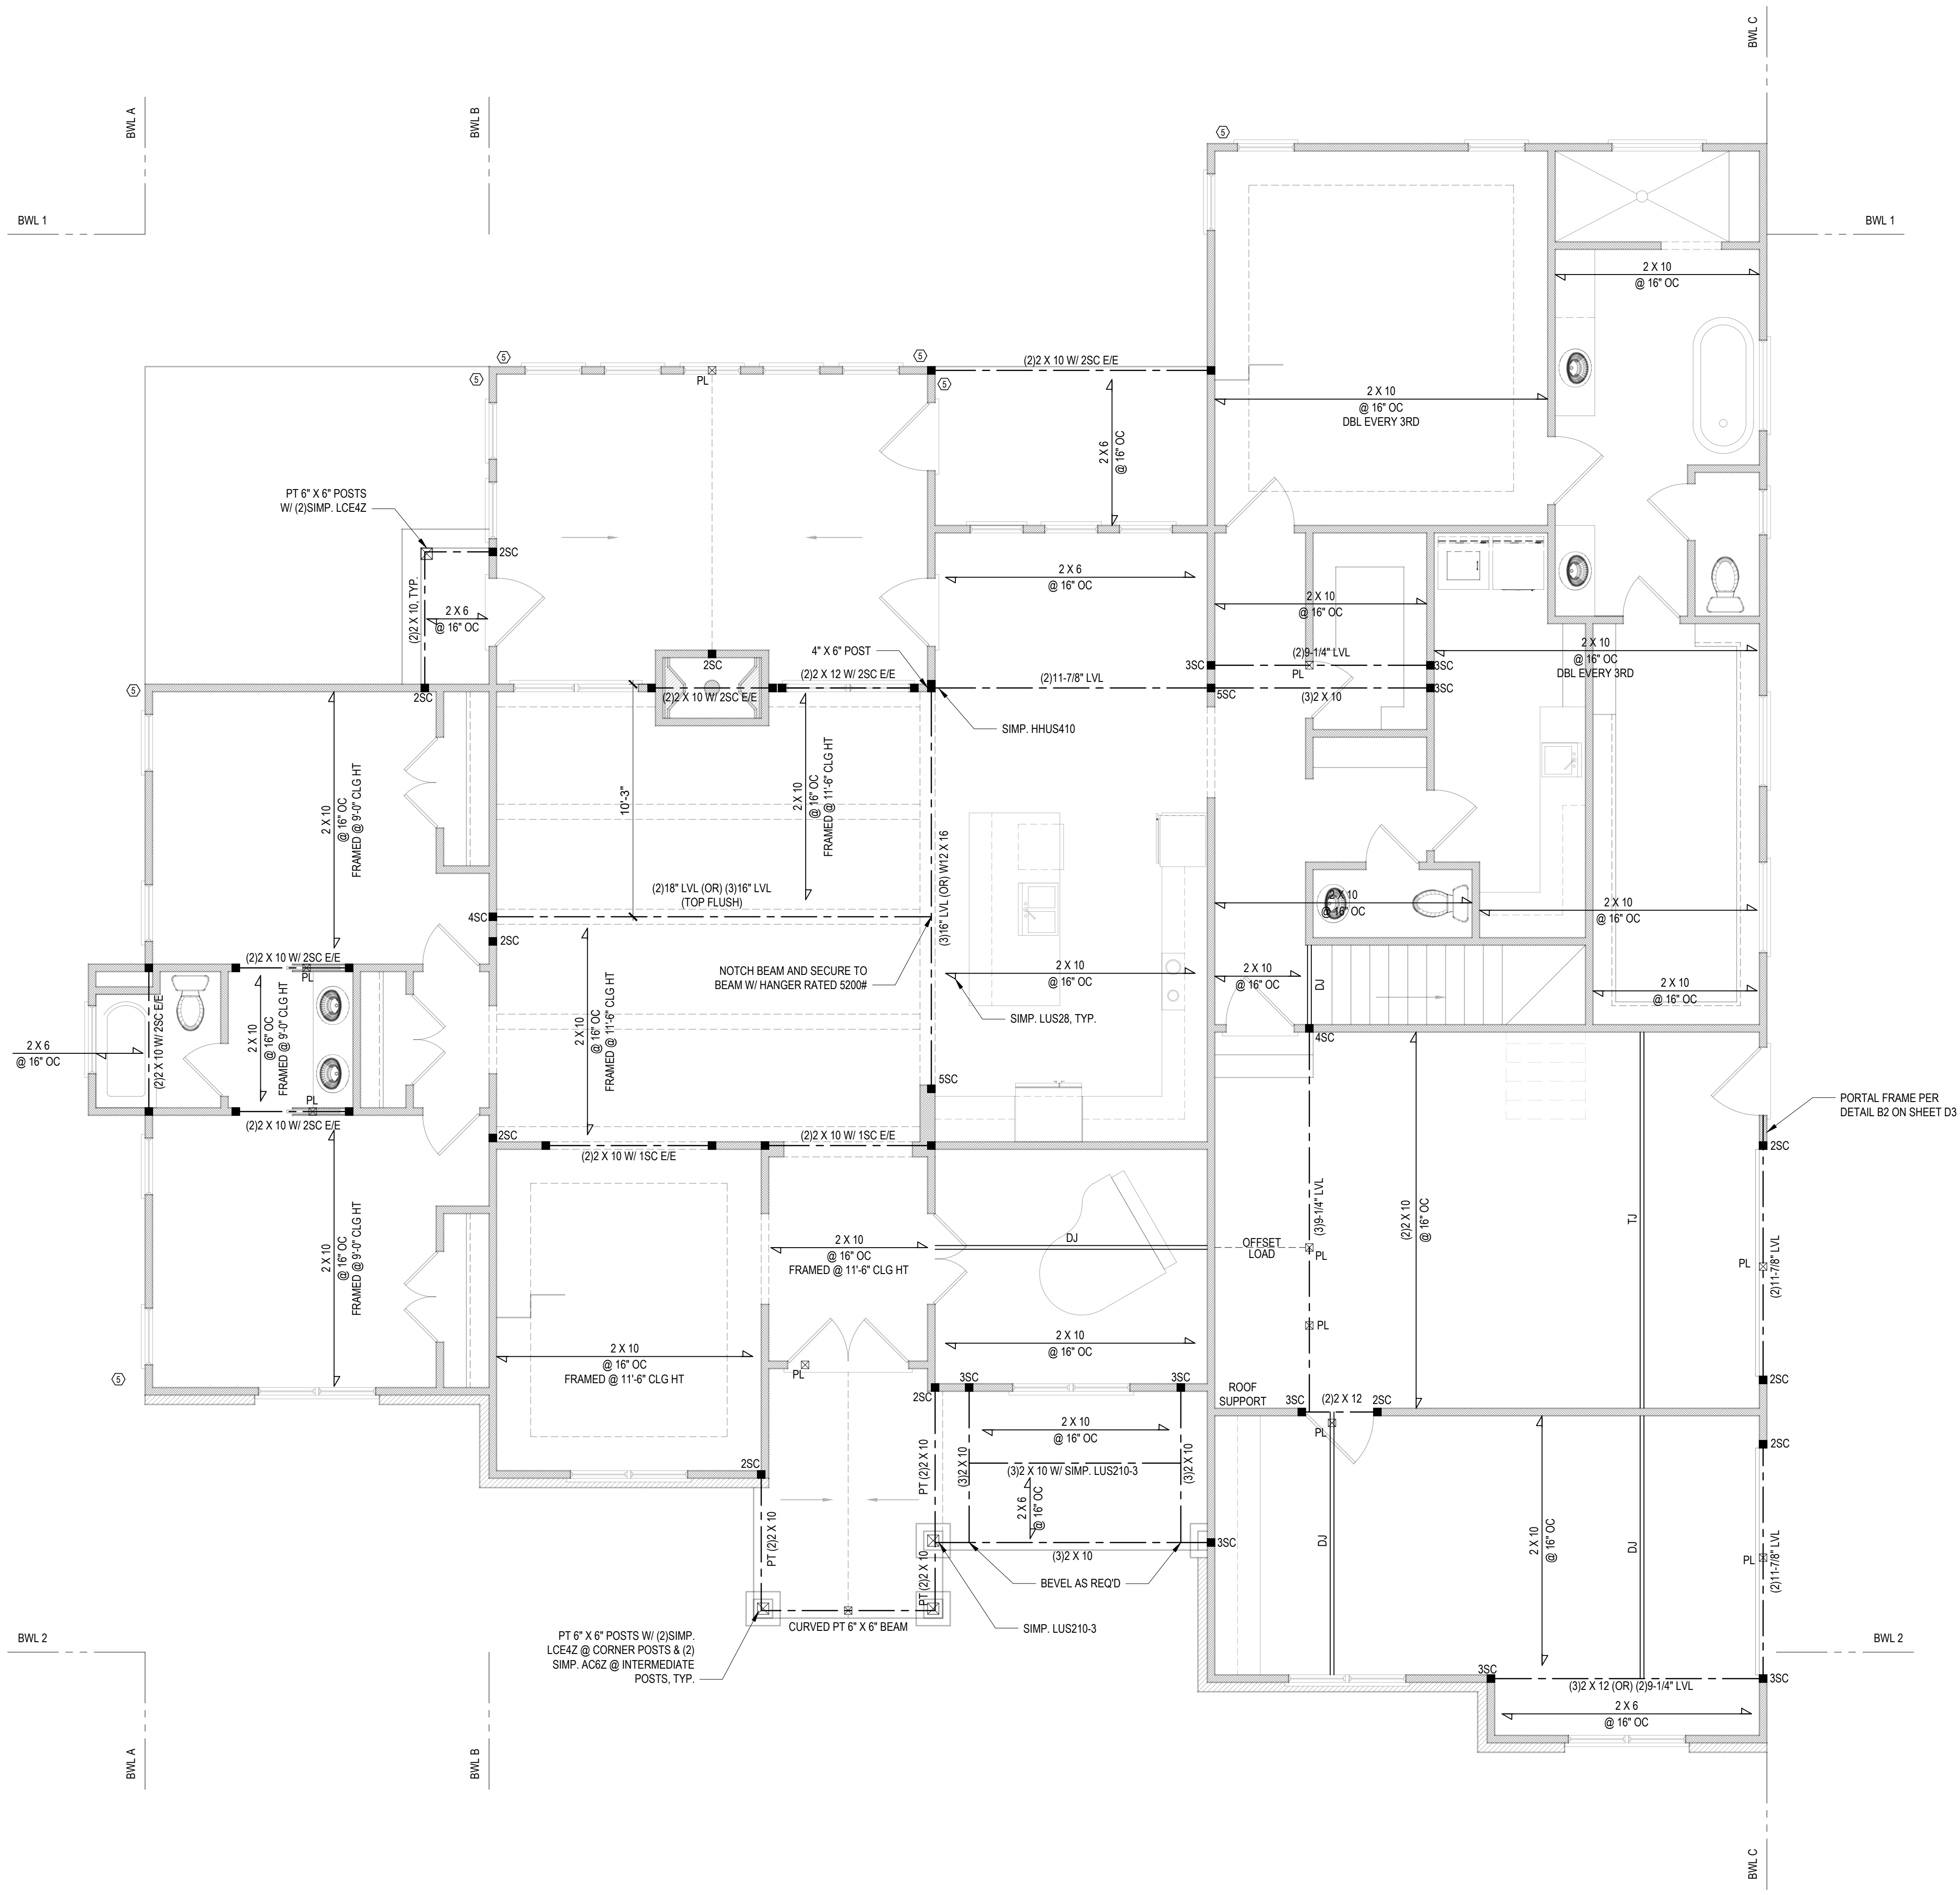 BWL C
BWL A
BWL B
BWL 1
BWL 1
5
2 X 10
@ 16" OC
5
5
5
5
PL
(2)2 X 10 W/ 2SC E/E
2 X 10
@ 16" OC
DBL EVERY 3RD
2 X 6
@ 16" OC
PT 6" X 6" POSTS
W/ (2)SIMP. LCE4Z
2SC
(2)2 X 10, TYP.
2 X 6
@ 16" OC
2 X 6
@ 16" OC
2 X 10
@ 16" OC
2 X 10
@ 16" OC
DBL EVERY 3RD
4" X 6" POST
2SC
(2)2 X 12 W/ 2SC E/E
(2)2 X 10 W/ 2SC E/E
(2)11-7/8" LVL
3SC
(2)9-1/4" LVL
3SC
PL
5SC
(3)2 X 10
3SC
5
2SC
SIMP. HHUS410
10'-3"
2 X 10
@ 16" OC
FRAMED @ 9'-0" CLG HT
2 X 10
@ 16" OC
FRAMED @ 11'-6" CLG HT
(3)16" LVL (OR) W12 X 16
(2)18" LVL (OR) (3)16" LVL
(TOP FLUSH)
4SC
2SC
2 X 10
@ 16" OC
2 X 10
@ 16" OC
NOTCH BEAM AND SECURE TO
BEAM W/ HANGER RATED 5200#
2 X 10
@ 16" OC
SIMP. LUS28, TYP.
2 X 10
@ 16" OC
DJ
2 X 10
@ 16" OC
(2)2 X 10 W/ 2SC E/E
PL
2 X 10
@ 16" OC
FRAMED @ 9'-0" CLG HT
2 X 10
@ 16" OC
FRAMED @ 11'-6" CLG HT
2 X 6
@ 16" OC
(2)2 X 10 W/ 2SC E/E
PL
(2)2 X 10 W/ 2SC E/E
5SC
4SC
2SC
(2)2 X 10 W/ 1SC E/E
(2)2 X 10 W/ 1SC E/E
PORTAL FRAME PER
DETAIL B2 ON SHEET D3
2SC
2 X 10
@ 16" OC
FRAMED @ 9'-0" CLG HT
2 X 10
@ 16" OC
FRAMED @ 11'-6" CLG HT
DJ
OFFSET
LOAD
PL
PL
(3)9-1/4" LVL
(2)2 X 10
@ 16" OC
TJ
PL
(2)11-7/8" LVL
2SC
2 X 10
@ 16" OC
FRAMED @ 11'-6" CLG HT
2 X 10
@ 16" OC
5
PL
2SC
3SC
3SC
ROOF
SUPPORT
3SC
(2)2 X 12
2SC
PL
2SC
2 X 10
@ 16" OC
PT (2)2 X 10
(3)2 X 10
(3)2 X 10 W/ SIMP. LUS210-3
(3)2 X 10
2SC
2 X 6
@ 16" OC
PT (2)2 X 10
3SC
(3)2 X 10
DJ
2 X 10
@ 16" OC
DJ
PL
(2)11-7/8" LVL
PT (2)2 X 10
BEVEL AS REQ'D
CURVED PT 6" X 6" BEAM
SIMP. LUS210-3
PT 6" X 6" POSTS W/ (2)SIMP.
LCE4Z @ CORNER POSTS & (2)
SIMP. AC6Z @ INTERMEDIATE
POSTS, TYP.
BWL 2
BWL 2
3SC
3SC
(3)2 X 12 (OR) (2)9-1/4" LVL
2 X 6
@ 16" OC
BWL A
BWL B
BWL C